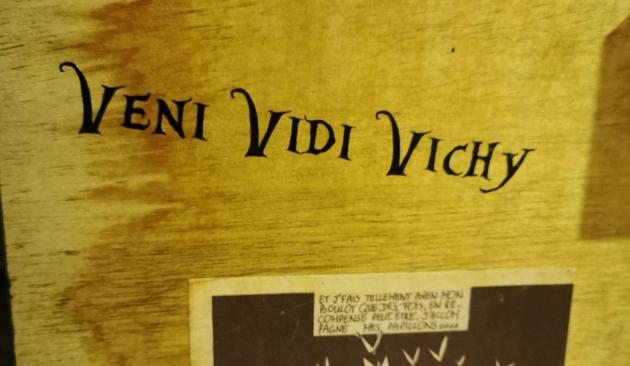 VENI VIDI VICHY
ET J'FAIS TELLEMENT BIEN MON
BOULOT QUE, DES FOIS, EN RÉ-
COMPENSE PEUT ÊTRE, J'ACCOM-
PAGNE MES PAPILLONS....